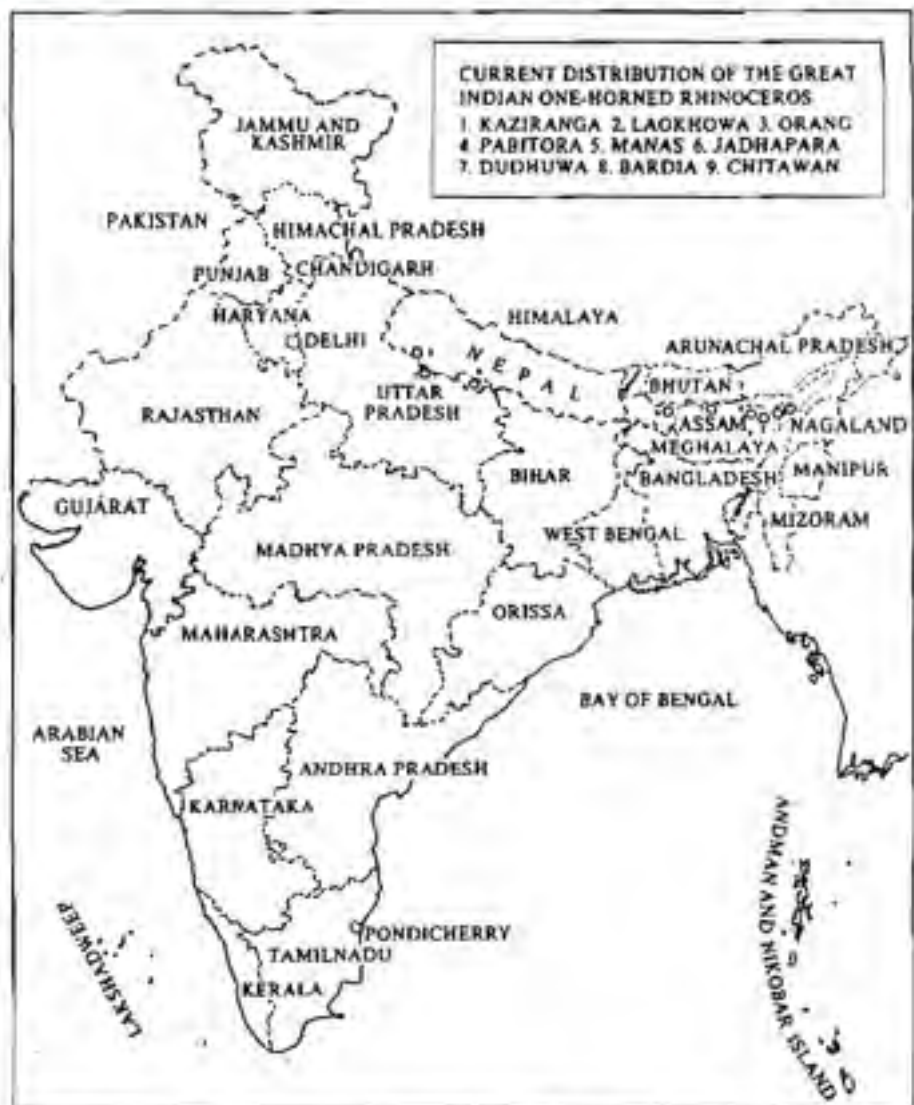 CURRENT DISTRIBUTION OF THE GREAT
INDIAN ONE-HORNED RHINOCEROS
1. KAZIRANGA 2. LAOKHOWA 3. ORANG
4. PABITORA 5. MANAS 6. JADHAPARA
7. DUDHUWA 8. BARDIA 9. CHITAWAN
JAMMU AND
KASHMIR
PAKISTAN
HIMACHAL PRADESH
PUNJAB
CHANDIGARH
HARYANA
DELHI
HIMALAYA
NEPAL
ARUNACHAL PRADESH
BHUTAN
UTTAR
PRADESH
RAJASTHAN
ASSAM
NAGALAND
MEGHALAYA
BIHAR
BANGLADESH
MANIPUR
GUJARAT
MIZORAM
WEST BENGAL
MADHYA PRADESH
ORISSA
MAHARASHTRA
BAY OF BENGAL
ARABIAN
SEA
ANDHRA PRADESH
KARNATAKA
ANDMAN AND NIKOBAR ISLAND
LAKSHADWEEP
PONDICHERRY
TAMILNADU
KERALA